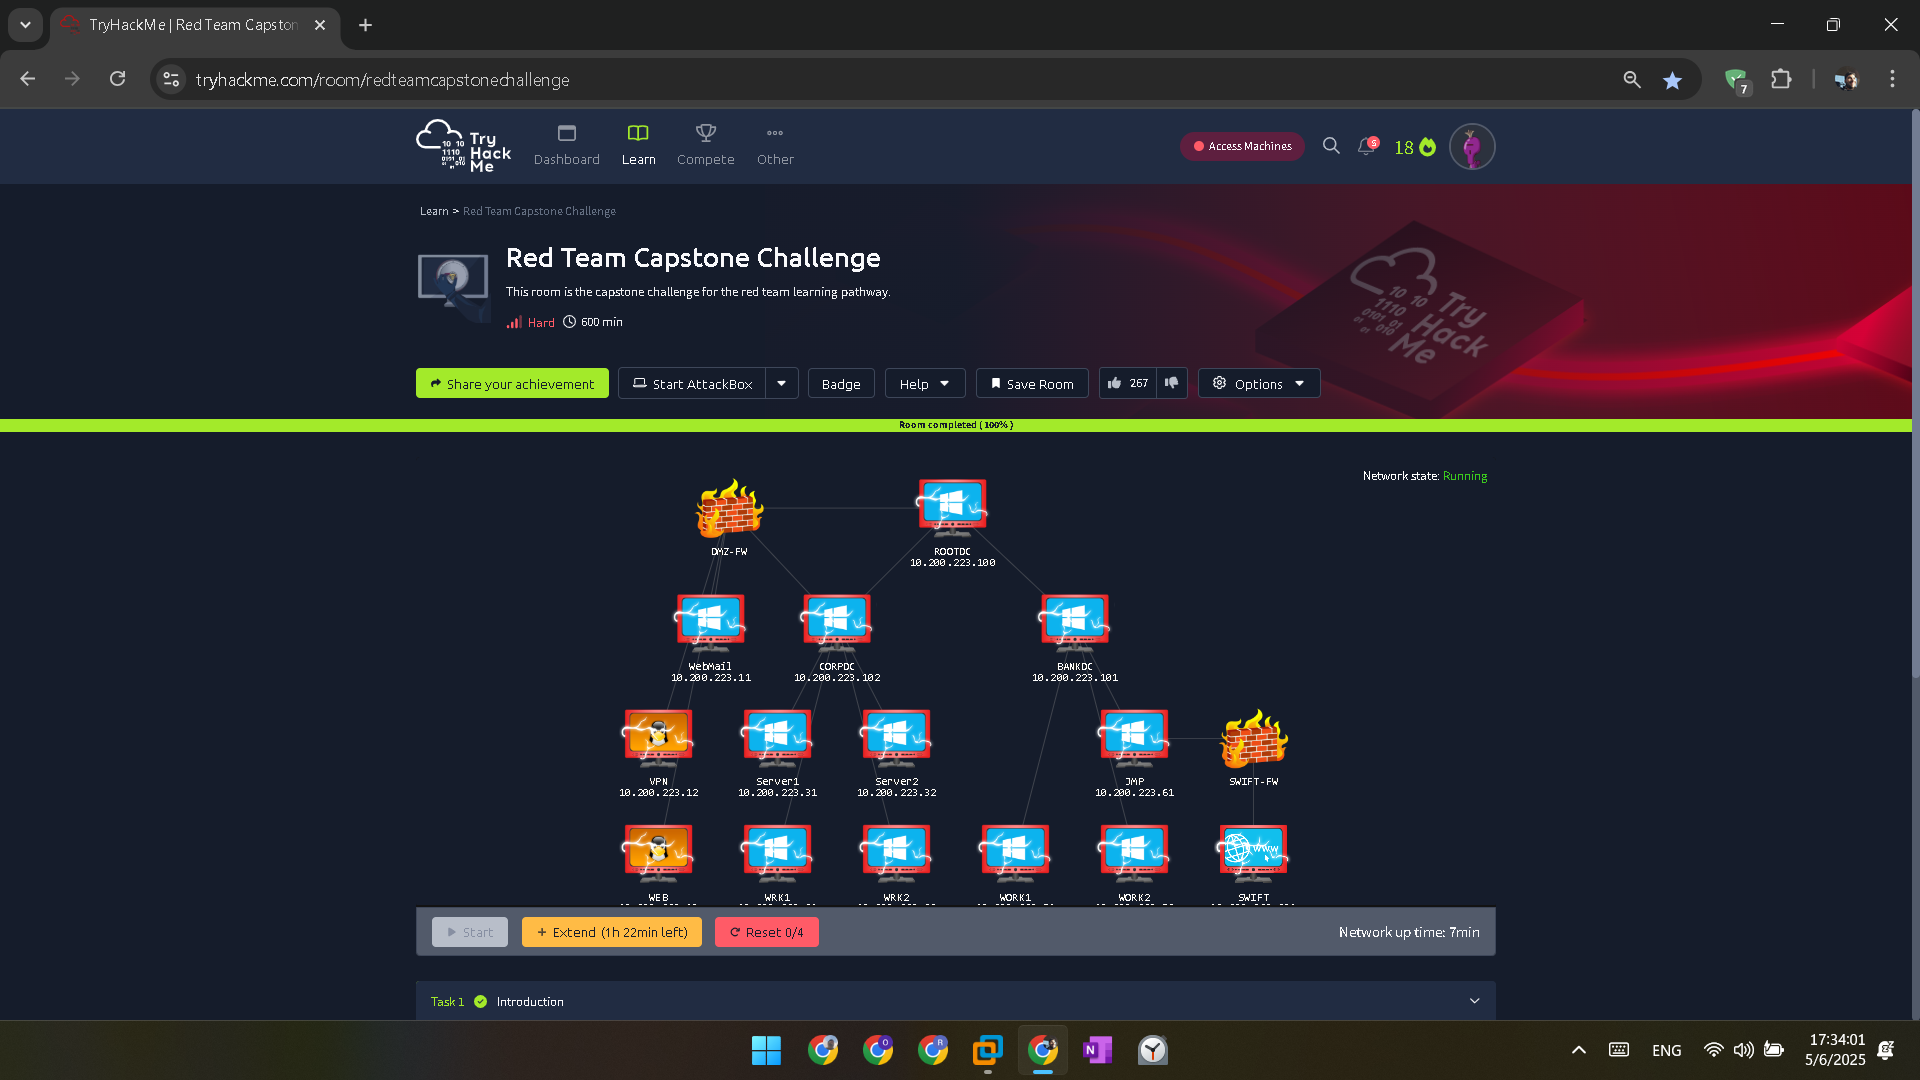 TryHackMe | Red Team Capston
tryhackme.com/room/redteamcapstonechallenge
7
Try
Hack
Me
Dashboard
Learn
Compete
Other
Access Machines
5
18
Learn > Red Team Capstone Challenge
Red Team Capstone Challenge
This room is the capstone challenge for the red team learning pathway.
Hard
600 min
Try
Hack
Me
Share your achievement
Start AttackBox
Badge
Help
Save Room
267
Options
Room completed ( 100% )
Network state: Running
DMZ-FW
ROOTDC
10.200.223.100
WebMail
10.200.223.11
CORPDC
10.200.223.102
BANKDC
10.200.223.101
VPN
10.200.223.12
Server1
10.200.223.31
Server2
10.200.223.32
JMP
10.200.223.61
SWIFT-FW
WEB
WRK1
WRK2
WORK1
WORK2
WWW
SWIFT
Start
+ Extend (1h 22min left)
Reset 0/4
Network up time: 7min
Task 1
Introduction
ENG
17:34:01
5/6/2025